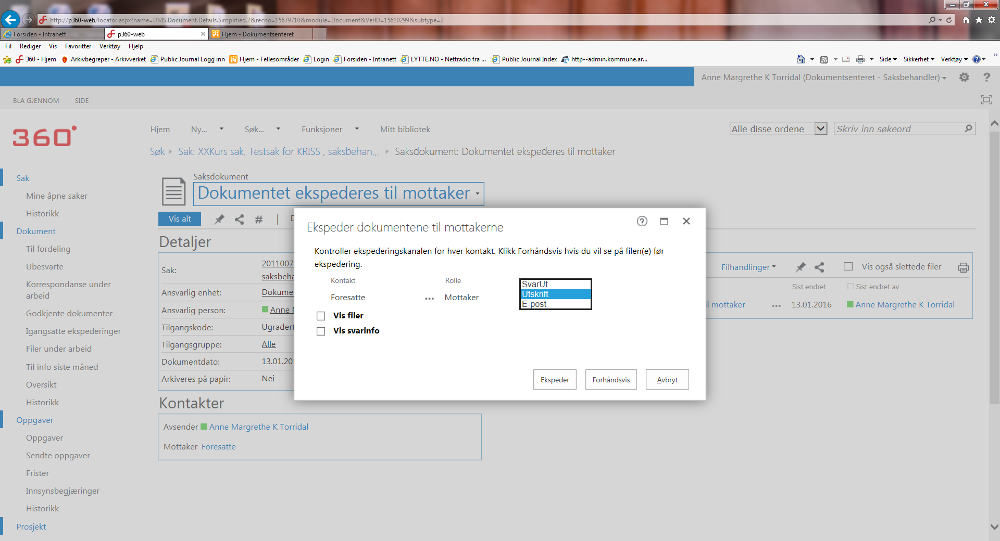 http://p360-web/locator.aspx?name=DMS.Document.Details.Simplified.2&recno=15679710&module=Document&VerID=15610299&subtype=2
Forsiden - Intranett
p360-web
Hjem - Dokumentsenteret
Fil Rediger Vis Favoritter Verktøy Hjelp
360 - Hjem Arkivbegreper - Arkivverket Public Journal Logg inn Hjem - Fellesområder Login Forsiden - Intranett LYTTE.NO - Nettradio fra ... Public Journal Index http--admin.kommune.ar...
Side Sikkerhet Verktøy
Anne Margrethe K Torridal (Dokumentsenteret - Saksbehandler)
BLA GJENNOM SIDE
360°
Hjem Ny... Søk... Funksjoner Mitt bibliotek
Alle disse ordene
Skriv inn søkeord
Søk Sak: XXKurs sak. Testsak for KRISS , saksbehan... Saksdokument: Dokumentet ekspederes til mottaker
Sak
Mine åpne saker
Historikk
Dokument
Til fordeling
Ubesvarte
Korrespondanse under
arbeid
Godkjente dokumenter
Igangsatte ekspederinger
Filer under arbeid
Til info siste måned
Oversikt
Historikk
Oppgaver
Oppgaver
Sendte oppgaver
Frister
Innsynsbegjæringer
Historikk
Prosjekt
Saksdokument
Dokumentet ekspederes til mottaker
Vis alt # |
Detaljer
Sak: 2011007
saksbeha
Ansvarlig enhet: Dokume
Ansvarlig person: Anne
Tilgangskode: Ugradert
Tilgangsgruppe: Alle
Dokumentdato: 13.01.20
Arkiveres på papir: Nei
Kontakter
Avsender Anne Margrethe K Torridal
Mottaker Foresatte
Ekspeder dokumentene til mottakerne
Kontroller ekspederingskanalen for hver kontakt. Klikk Forhåndsvis hvis du vil se på filen(e) før
ekspedering.
Kontakt Rolle
Foresatte ... Mottaker
SvarUt
Utskrift
E-post
Vis filer
Vis svarinfo
Ekspeder Forhåndsvis Avbryt
Filhandlinger
Vis også slettede filer
Sist endret Sist endret av
il mottaker ... 13.01.2016 Anne Margrethe K Torridal